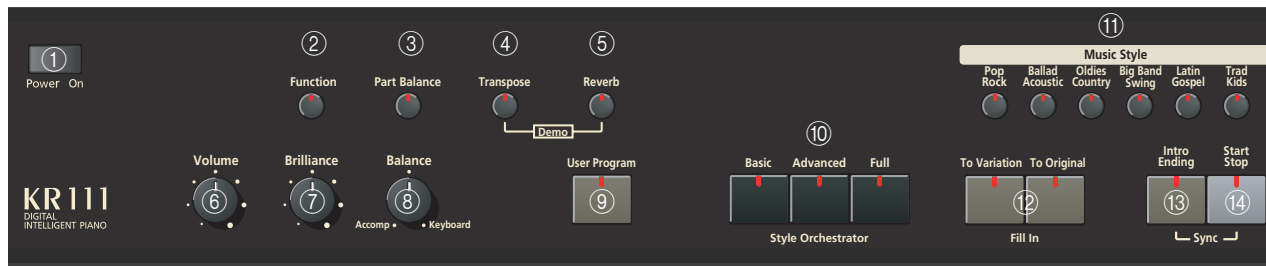 ① Power On
② Function
③ Part Balance
④ Transpose
⑤ Reverb
Demo
⑪
Music Style
Pop Rock
Ballad Acoustic
Oldies Country
Big Band Swing
Latin Gospel
Trad Kids
Volume
⑥
Brilliance
⑦
Balance
⑧
Accomp
Keyboard
User Program
⑨
⑩
Basic
Advanced
Full
Style Orchestrator
To Variation
To Original
⑫
Fill In
Intro Ending
⑬
Start Stop
⑭
Sync
KR111
DIGITAL
INTELLIGENT PIANO